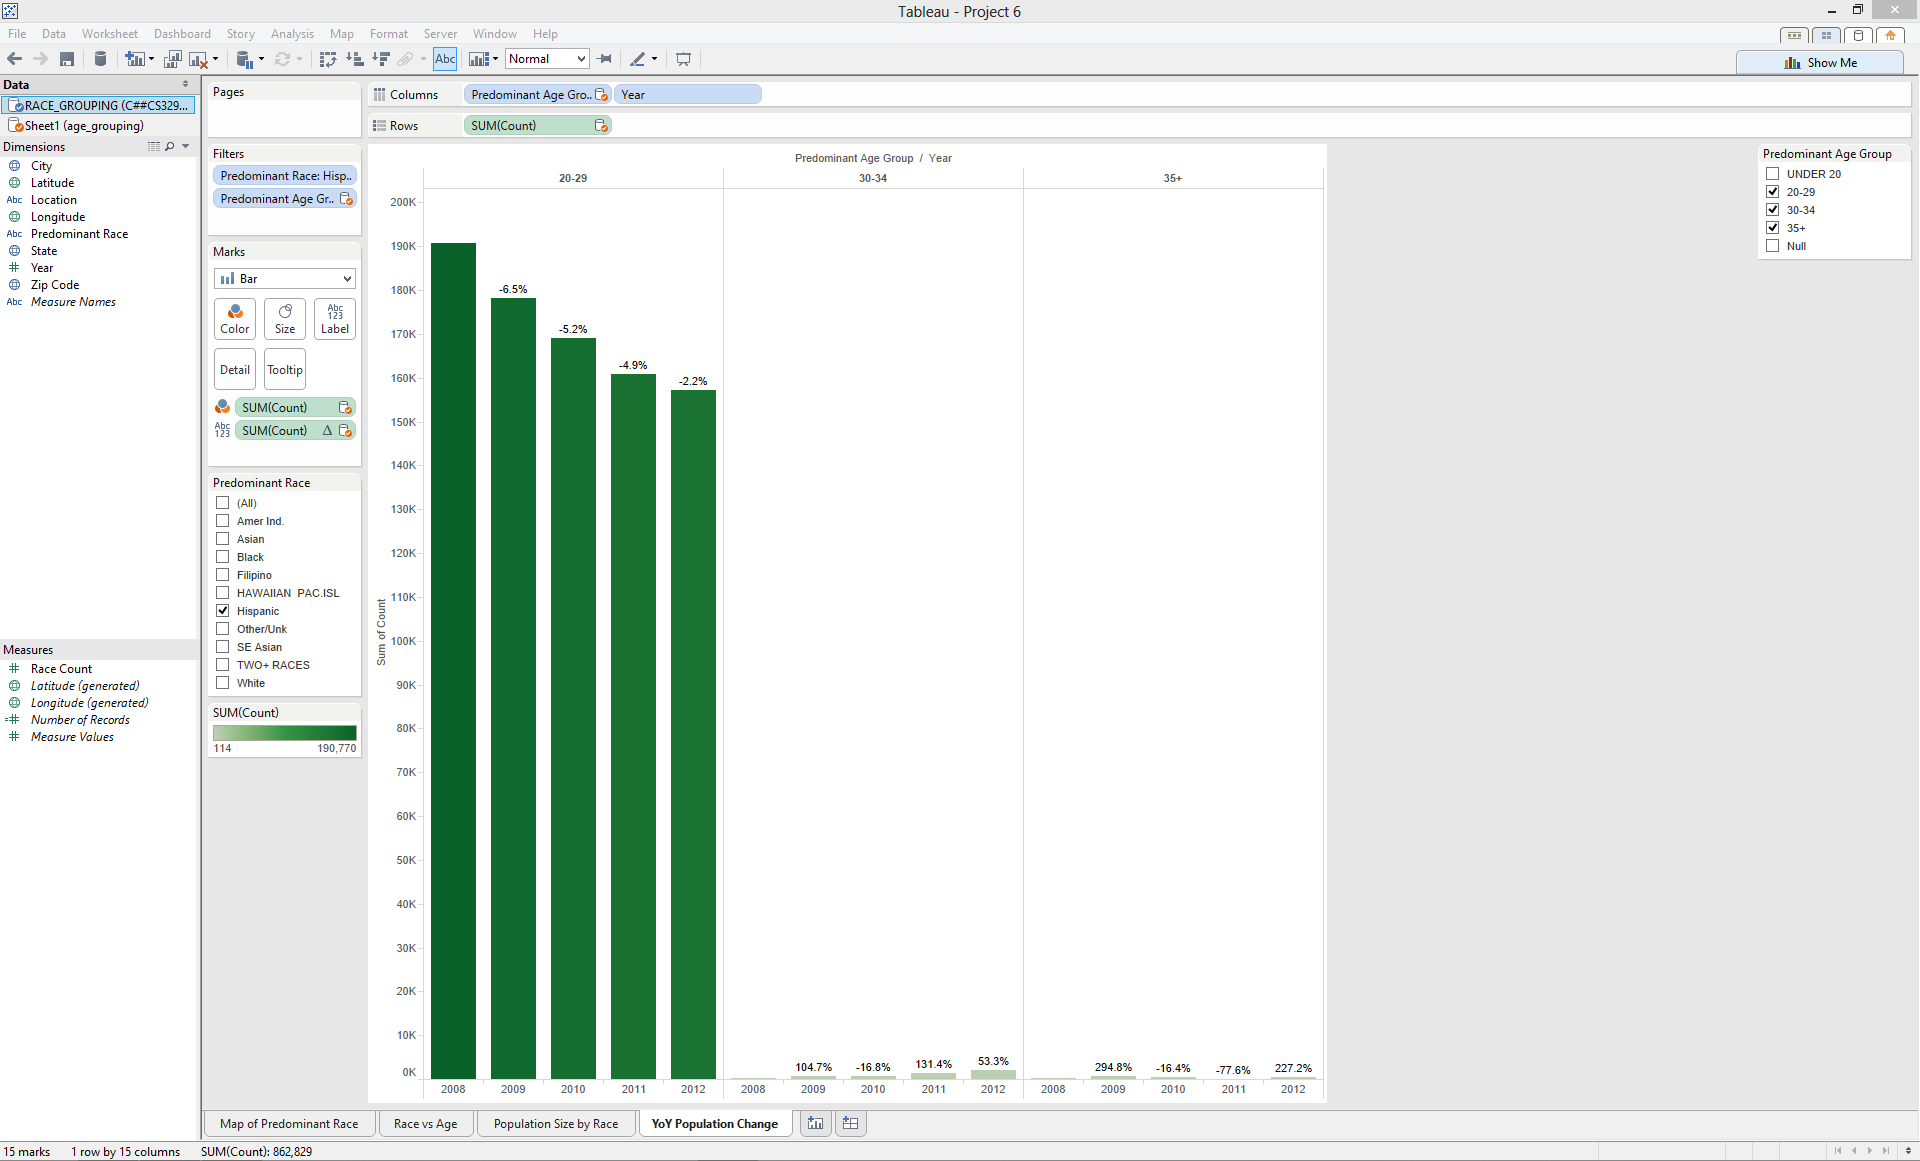 Tableau - Project 6
File Data Worksheet Dashboard Story Analysis Map Format Server Window Help
Abc Normal
Show Me
Data
RACE_GROUPING (C##CS329...
Sheet1 (age_grouping)
Dimensions
City
Latitude
Abc Location
Longitude
Abc Predominant Race
State
# Year
Zip Code
Abc Measure Names
Measures
# Race Count
Latitude (generated)
Longitude (generated)
=# Number of Records
# Measure Values
Pages
Filters
Predominant Race: Hisp..
Predominant Age Gr..
Marks
Bar
Color Size Abc 123 Label
Detail Tooltip
SUM(Count)
Abc 123 SUM(Count) Δ
Predominant Race
(All)
Amer Ind.
Asian
Black
Filipino
HAWAIIAN PAC.ISL
Hispanic
Other/Unk
SE Asian
TWO+ RACES
White
SUM(Count)
114 190,770
Columns Predominant Age Gro.. Year
Rows SUM(Count)
Predominant Age Group / Year
20-29 30-34 35+
200K
190K
180K
170K
160K
150K
140K
130K
120K
110K
100K
90K
80K
70K
60K
50K
40K
30K
20K
10K
0K
Sum of Count
-6.5%
-5.2%
-4.9%
-2.2%
104.7% -16.8% 131.4% 53.3%
294.8% -16.4% -77.6% 227.2%
2008 2009 2010 2011 2012 2008 2009 2010 2011 2012 2008 2009 2010 2011 2012
Predominant Age Group
UNDER 20
20-29
30-34
35+
Null
Map of Predominant Race Race vs Age Population Size by Race YoY Population Change
15 marks 1 row by 15 columns SUM(Count): 862,829